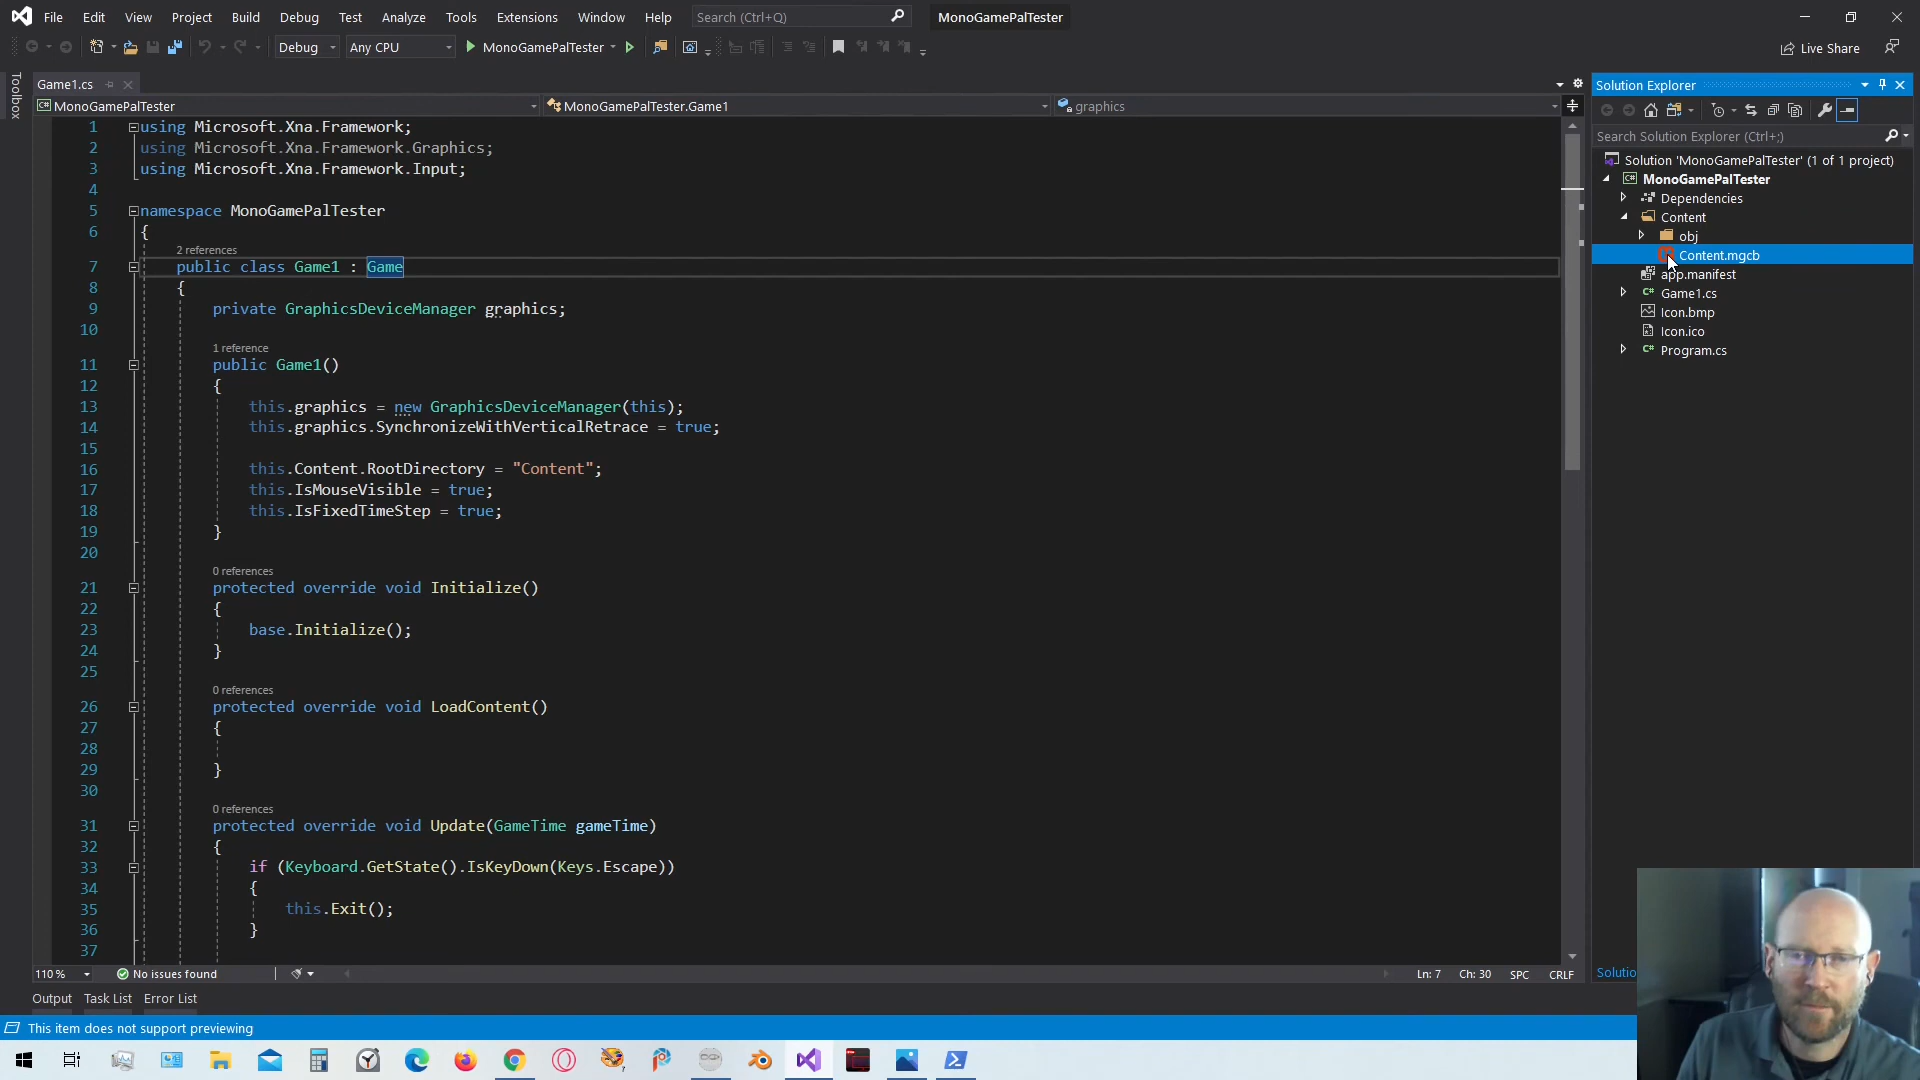 File Edit View Project Build Debug Test Analyze Tools Extensions Window Help Search (Ctrl+Q) MonoGamePalTester
Debug Any CPU MonoGamePalTester Live Share
Toolbox
Game1.cs
MonoGamePalTester MonoGamePalTester.Game1 graphics
1 using Microsoft.Xna.Framework;
2 using Microsoft.Xna.Framework.Graphics;
3 using Microsoft.Xna.Framework.Input;
4
5 namespace MonoGamePalTester
6 {
2 references
7 public class Game1 : Game
8 {
9 private GraphicsDeviceManager graphics;
10
1 reference
11 public Game1()
12 {
13 this.graphics = new GraphicsDeviceManager(this);
14 this.graphics.SynchronizeWithVerticalRetrace = true;
15
16 this.Content.RootDirectory = "Content";
17 this.IsMouseVisible = true;
18 this.IsFixedTimeStep = true;
19 }
20
0 references
21 protected override void Initialize()
22 {
23 base.Initialize();
24 }
25
0 references
26 protected override void LoadContent()
27 {
28
29 }
30
0 references
31 protected override void Update(GameTime gameTime)
32 {
33 if (Keyboard.GetState().IsKeyDown(Keys.Escape))
34 {
35 this.Exit();
36 }
37
110 % No issues found Ln: 7 Ch: 30 SPC CRLF
Output Task List Error List
This item does not support previewing
Solution Explorer
Search Solution Explorer (Ctrl+;)
Solution 'MonoGamePalTester' (1 of 1 project)
MonoGamePalTester
Dependencies
Content
obj
Content.mgcb
app.manifest
Game1.cs
Icon.bmp
Icon.ico
Program.cs